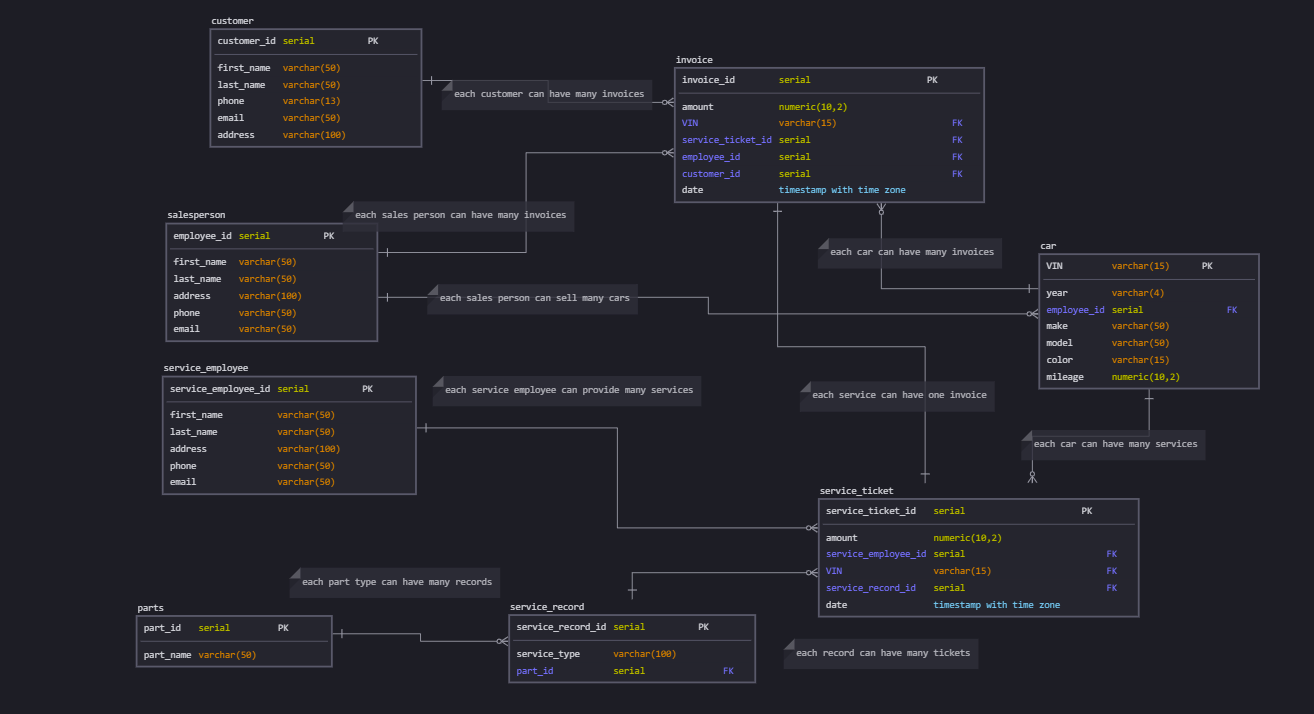 customer
customer_id serial PK
first_name varchar(50)
last_name varchar(50)
phone varchar(13)
email varchar(50)
address varchar(100)
each customer can have many invoices
invoice
invoice_id serial PK
amount numeric(10,2)
VIN varchar(15) FK
service_ticket_id serial FK
employee_id serial FK
customer_id serial FK
date timestamp with time zone
salesperson
employee_id serial PK
first_name varchar(50)
last_name varchar(50)
address varchar(100)
phone varchar(50)
email varchar(50)
each sales person can have many invoices
each sales person can sell many cars
each car can have many invoices
car
VIN varchar(15) PK
year varchar(4)
employee_id serial FK
make varchar(50)
model varchar(50)
color varchar(15)
mileage numeric(10,2)
service_employee
service_employee_id serial PK
first_name varchar(50)
last_name varchar(50)
address varchar(100)
phone varchar(50)
email varchar(50)
each service employee can provide many services
each service can have one invoice
each car can have many services
service_ticket
service_ticket_id serial PK
amount numeric(10,2)
service_employee_id serial FK
VIN varchar(15) FK
service_record_id serial FK
date timestamp with time zone
each part type can have many records
parts
part_id serial PK
part_name varchar(50)
service_record
service_record_id serial PK
service_type varchar(100)
part_id serial FK
each record can have many tickets